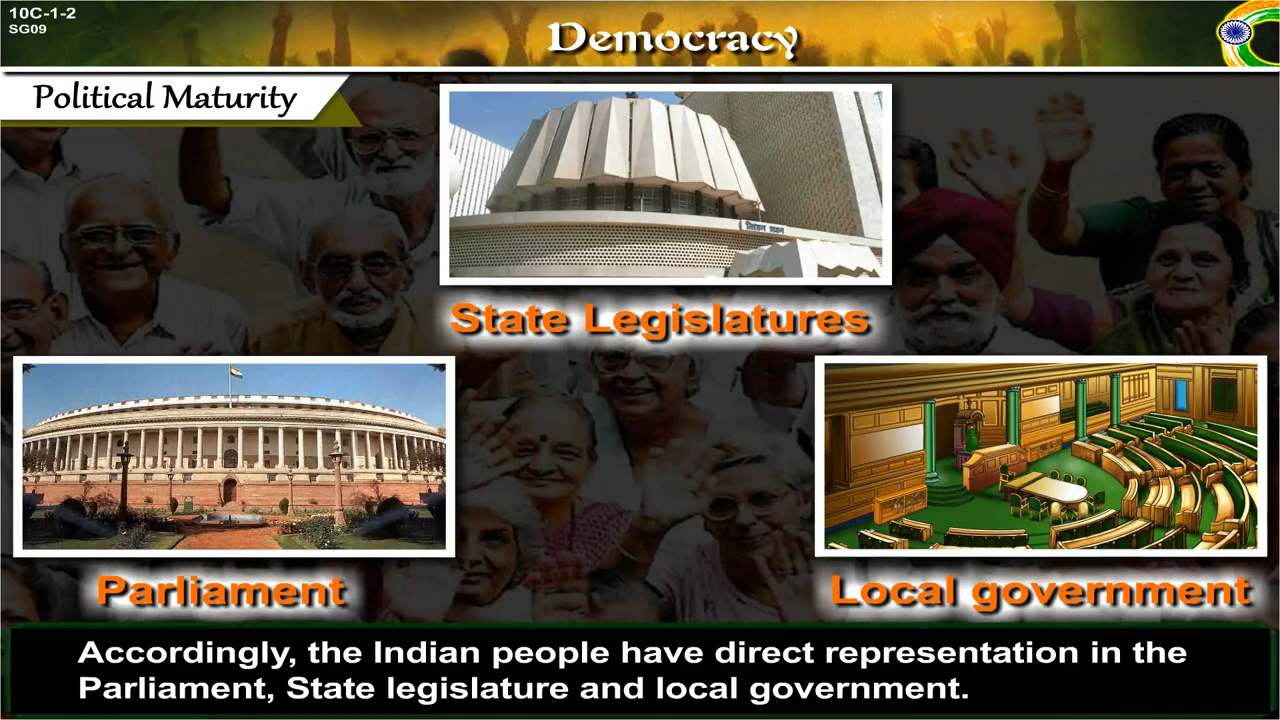 10C-1-2
SG09
Democracy
Political Maturity
विधान भवन
State Legislatures
Parliament
Local government
Accordingly, the Indian people have direct representation in the
Parliament, State legislature and local government.